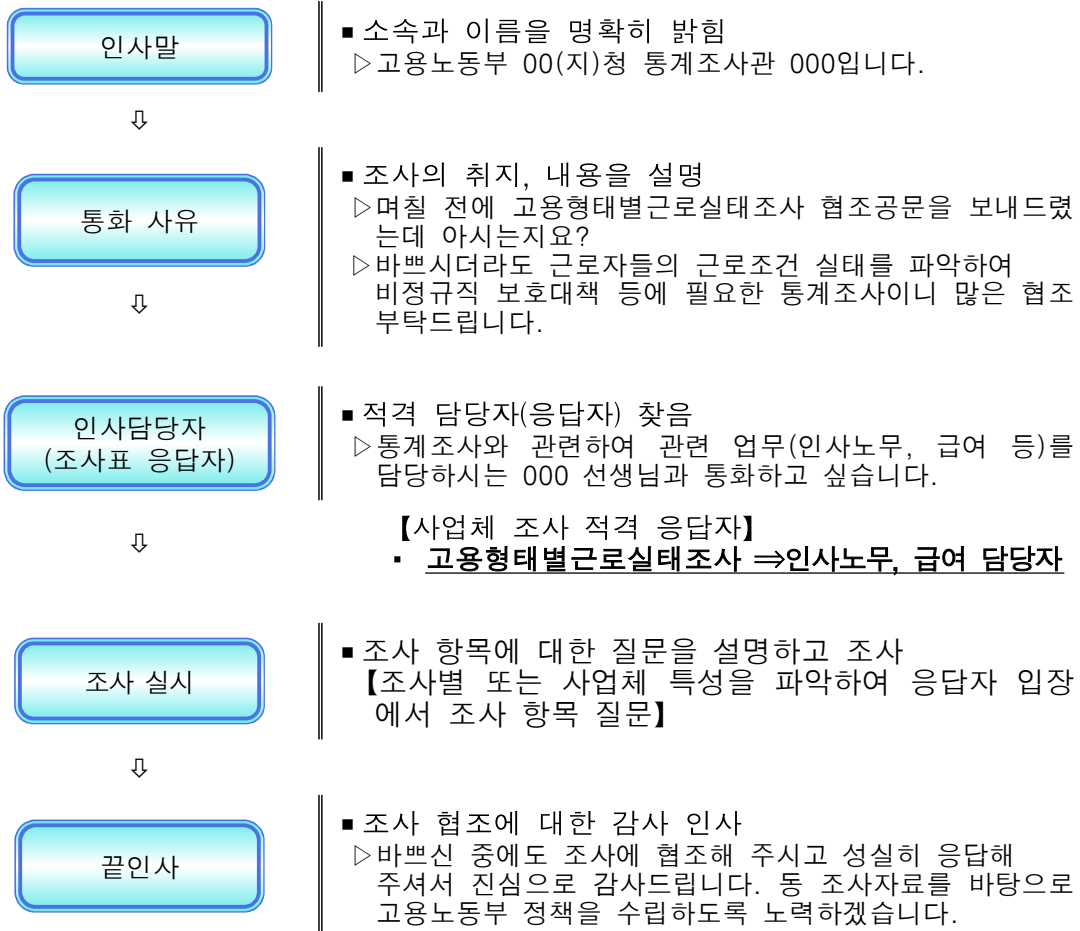 인사말
■ 소속과 이름을 명확히 밝힘
▷고용노동부 00(지)청 통계조사관 000입니다.
⇩
통화 사유
■ 조사의 취지, 내용을 설명
▷며칠 전에 고용형태별근로실태조사 협조공문을 보내드렸
는데 아시는지요?
▷바쁘시더라도 근로자들의 근로조건 실태를 파악하여
비정규직 보호대책 등에 필요한 통계조사이니 많은 협조
부탁드립니다.
⇩
인사담당자
(조사표 응답자)
■ 적격 담당자(응답자) 찾음
▷통계조사와 관련하여 관련 업무(인사노무, 급여 등)를
담당하시는 000 선생님과 통화하고 싶습니다.
【사업체 조사 적격 응답자】
▪ 고용형태별근로실태조사 ⇒인사노무, 급여 담당자
⇩
조사 실시
■ 조사 항목에 대한 질문을 설명하고 조사
【조사별 또는 사업체 특성을 파악하여 응답자 입장
에서 조사 항목 질문】
⇩
끝인사
■ 조사 협조에 대한 감사 인사
▷바쁘신 중에도 조사에 협조해 주시고 성실히 응답해
주셔서 진심으로 감사드립니다. 동 조사자료를 바탕으로
고용노동부 정책을 수립하도록 노력하겠습니다.